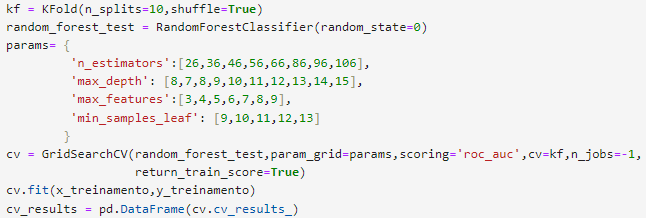 kf = KFold(n_splits=10,shuffle=True)
random_forest_test = RandomForestClassifier(random_state=0)
params= {
'n_estimators':[26,36,46,56,66,86,96,106],
'max_depth': [8,7,8,9,10,11,12,13,14,15],
'max_features':[3,4,5,6,7,8,9],
'min_samples_leaf': [9,10,11,12,13]
}
cv = GridSearchCV(random_forest_test,param_grid=params,scoring='roc_auc',cv=kf,n_jobs=-1,
return_train_score=True)
cv.fit(x_treinamento,y_treinamento)
cv_results = pd.DataFrame(cv.cv_results_)